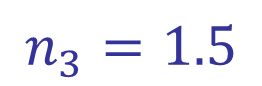 n₃ = 1.5